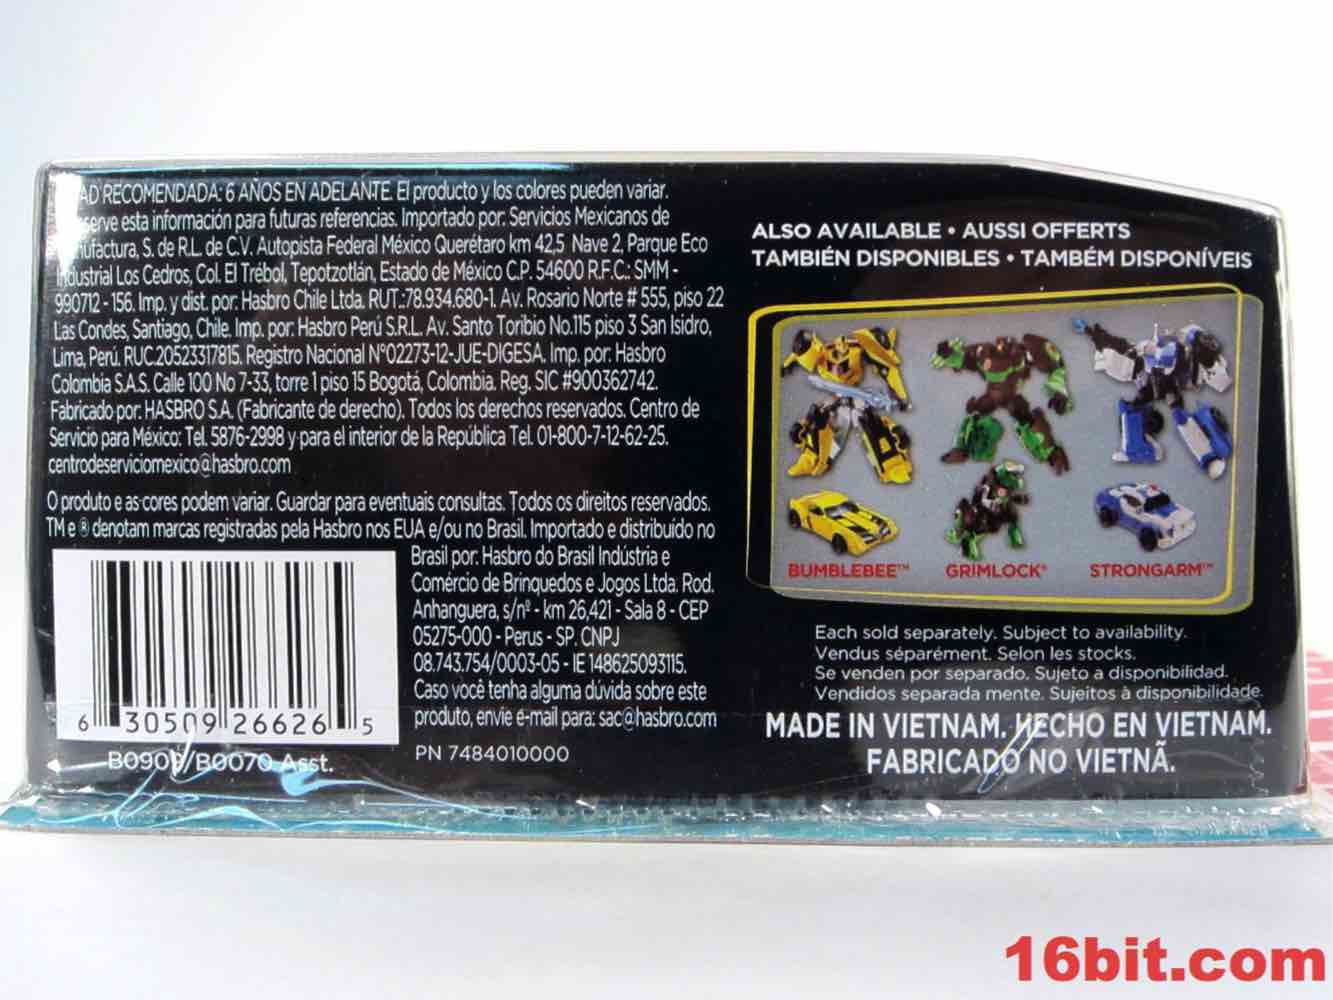 AD RECOMENDADA: 6 AÑOS EN ADELANTE. El producto y los colores pueden variar.
serve esta información para futuras referencias. Importado por: Servicios Mexicanos de
nufactura, S. de R.L. de C.V. Autopista Federal México Querétaro km 42.5 Nave 2, Parque Eco
Industrial Los Cedros, Col. El Trébol, Tepotzotlán, Estado de México C.P. 54600 R.F.C.: SMM -
990712 - 156. Imp. y dist. por: Hasbro Chile Ltda. RUT.:78.934.680-1. Av. Rosario Norte # 555, piso 22
Las Condes, Santiago, Chile. Imp. por: Hasbro Perú S.R.L. Av. Santo Toribio No.115 piso 3 San Isidro,
Lima, Perú. RUC.20523317815. Registro Nacional N°02273-12-JUE-DIGESA. Imp. por: Hasbro
Colombia S.A.S. Calle 100 No 7-33, torre 1 piso 15 Bogotá, Colombia. Reg. SIC #900362742.
Fabricado por: HASBRO S.A. (Fabricante de derecho). Todos los derechos reservados. Centro de
Servicio para México: Tel. 5876-2998 y para el interior de la República Tel. 01-800-7-12-62-25.
centrodeserviciomexico@hasbro.com
O produto e as cores podem variar. Guardar para eventuais consultas. Todos os direitos reservados.
TM e ® denotam marcas registradas pela Hasbro nos EUA e/ou no Brasil. Importado e distribuído no
Brasil por: Hasbro do Brasil Indústria e
Comércio de Brinquedos e Jogos Ltda. Rod.
Anhanguera, s/nº - km 26,421 - Sala 8 - CEP
05275-000 - Perus - SP. CNPJ
08.743.754/0003-05 - IE 148625093115.
Caso você tenha alguma dúvida sobre este
produto, envie e-mail para: sac@hasbro.com
6 30509 26626 5
B0909/B0070 Asst.
PN 7484010000
ALSO AVAILABLE • AUSSI OFFERTS
TAMBIÉN DISPONIBLES • TAMBÉM DISPONÍVEIS
BUMBLEBEE™ GRIMLOCK® STRONGARM™
Each sold separately. Subject to availability.
Vendus séparément. Selon les stocks.
Se venden por separado. Sujeto a disponibilidad.
Vendidos separada mente. Sujeitos à disponibilidade.
MADE IN VIETNAM. HECHO EN VIETNAM.
FABRICADO NO VIETNÃ.
16bit.com